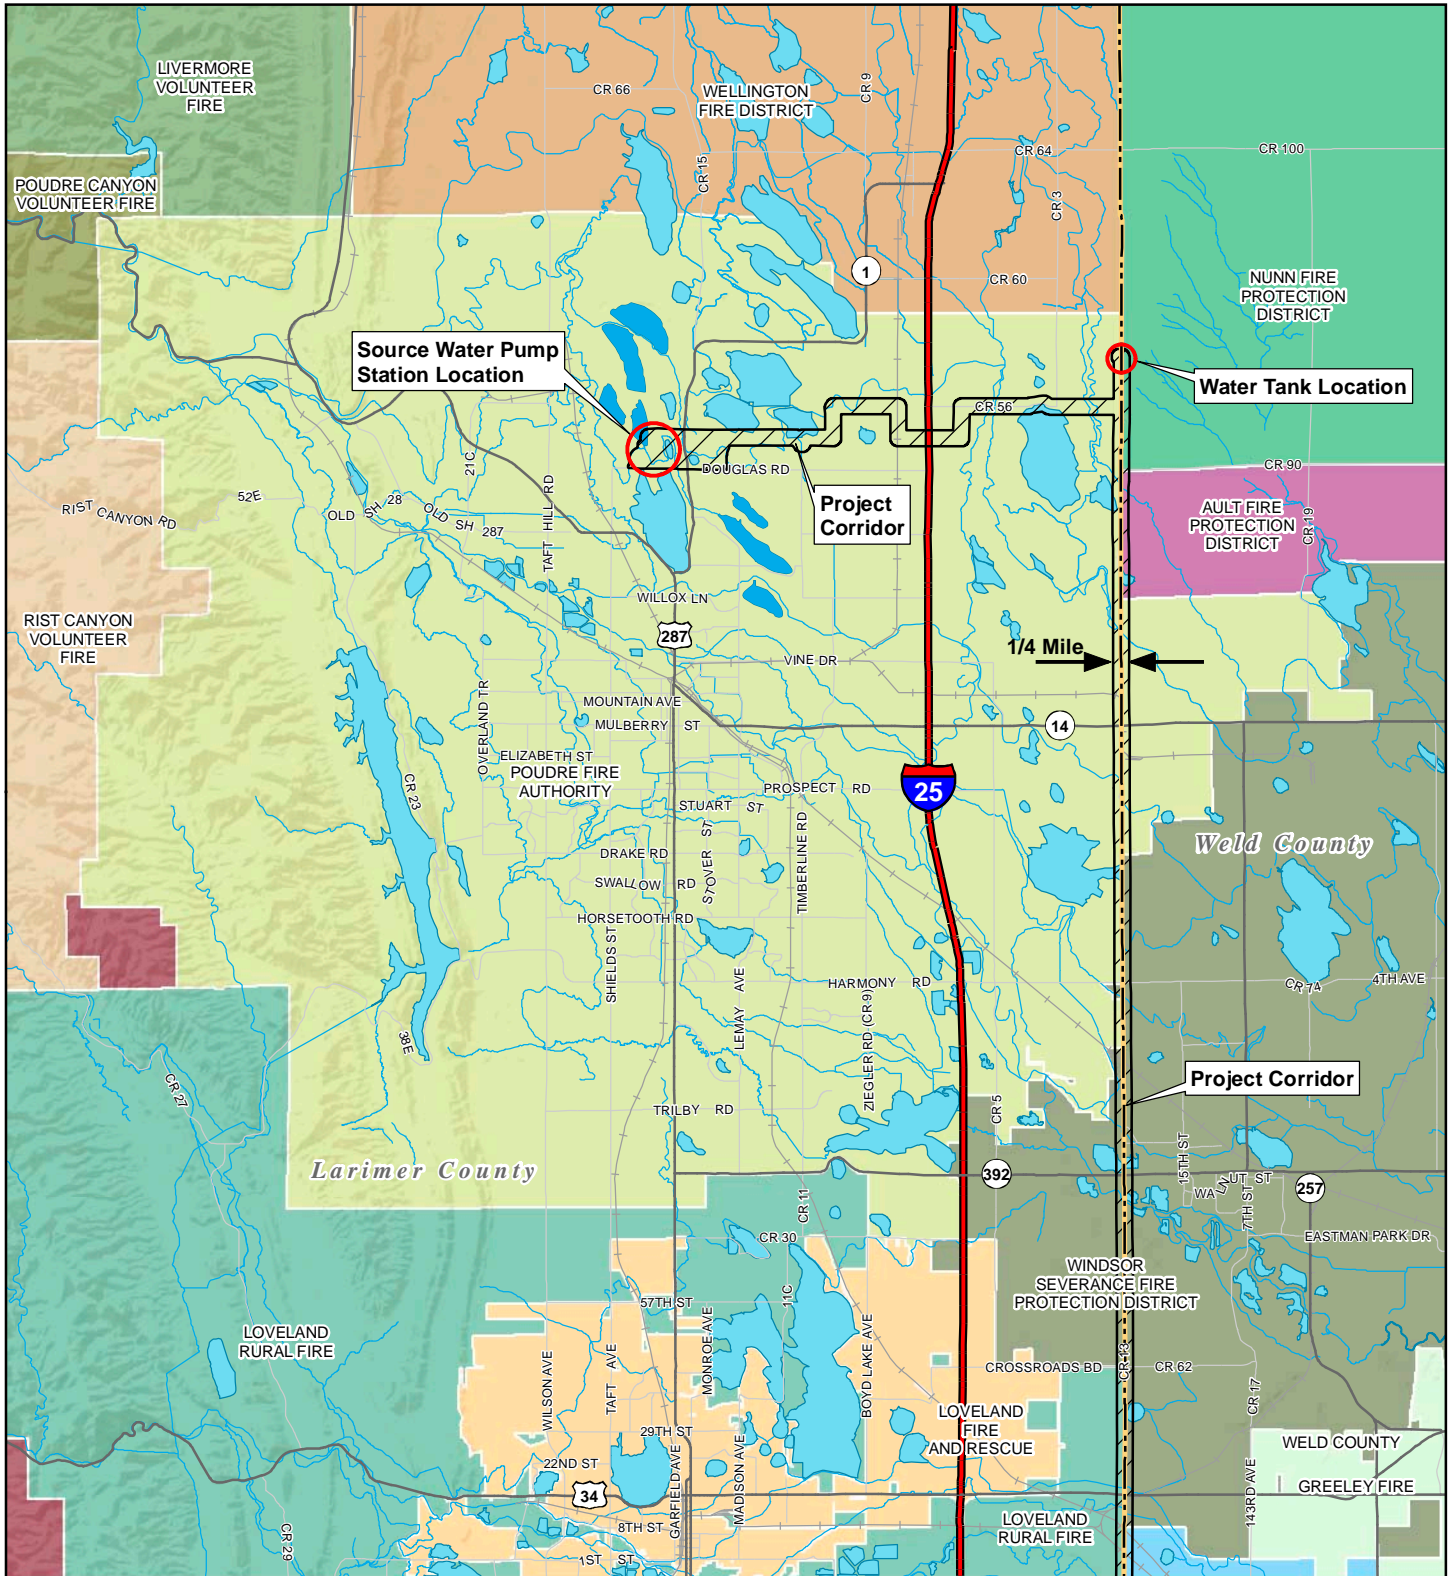 LIVERMORE
VOLUNTEER
FIRE
CR 66
WELLINGTON
FIRE DISTRICT
CR 9
CR 64
CR 100
CR 15
POUDRE CANYON
VOLUNTEER FIRE
CR 3
1
CR 60
NUNN FIRE
PROTECTION
DISTRICT
Source Water Pump
Station Location
Water Tank Location
CR 56
DOUGLAS RD
CR 90
21C
TAFT HILL RD
Project
Corridor
52E
RIST CANYON RD
OLD SH 28
OLD SH 287
AULT FIRE
PROTECTION
DISTRICT
CR 19
WILLOX LN
287
RIST CANYON
VOLUNTEER
FIRE
1/4 Mile
VINE DR
OVERLAND TR
MOUNTAIN AVE
MULBERRY ST
14
ELIZABETH ST
POUDRE FIRE
AUTHORITY
CR 23
PROSPECT RD
25
STUART ST
STOVER ST
TIMBERLINE RD
Weld County
DRAKE RD
SWALLOW RD
HORSETOOTH RD
SHIELDS ST
LEMAY AVE
HARMONY RD
ZIEGLER RD (CR 9)
CR 74
4TH AVE
38E
CR 27
Project Corridor
TRILBY RD
CR 5
Larimer County
392
15TH ST
WALNUT ST
7TH ST
257
CR 11
CR 30
EASTMAN PARK DR
WINDSOR
SEVERANCE FIRE
PROTECTION DISTRICT
57TH ST
11C
LOVELAND
RURAL FIRE
MONROE AVE
BOYD LAKE AVE
CROSSROADS BD
CR 13
CR 62
WILSON AVE
TAFT AVE
CR 17
LOVELAND
FIRE
AND RESCUE
29TH ST
22ND ST
GARFIELD AVE
MADISON AVE
WELD COUNTY
GREELEY FIRE
34
143RD AVE
8TH ST
LOVELAND
RURAL FIRE
CR 29
1ST ST